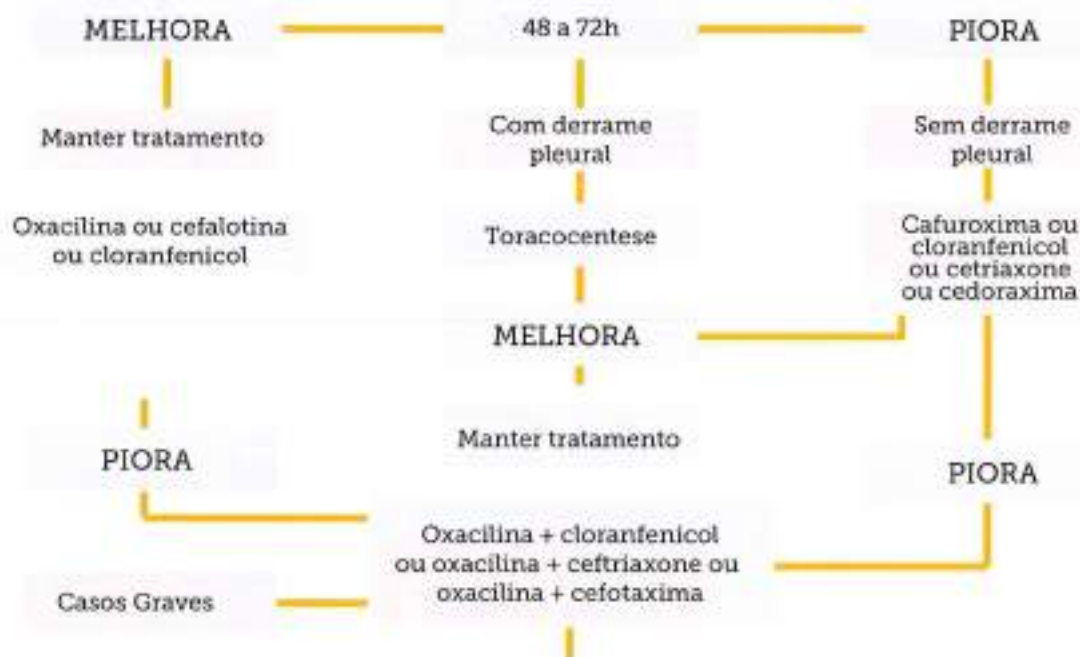 MELHORA
48 a 72h
PIORA
Manter tratamento
Com derrame
pleural
Sem derrame
pleural
Oxacilina ou cefalotina
ou cloranfenicol
Toracocentese
Cafuroxima ou
cloranfenicol
ou cetriaxone
ou cedoraxima
MELHORA
Manter tratamento
PIORA
PIORA
Oxacilina + cloranfenicol
ou oxacilina + ceftriaxone ou
oxacilina + cefotaxima
Casos Graves